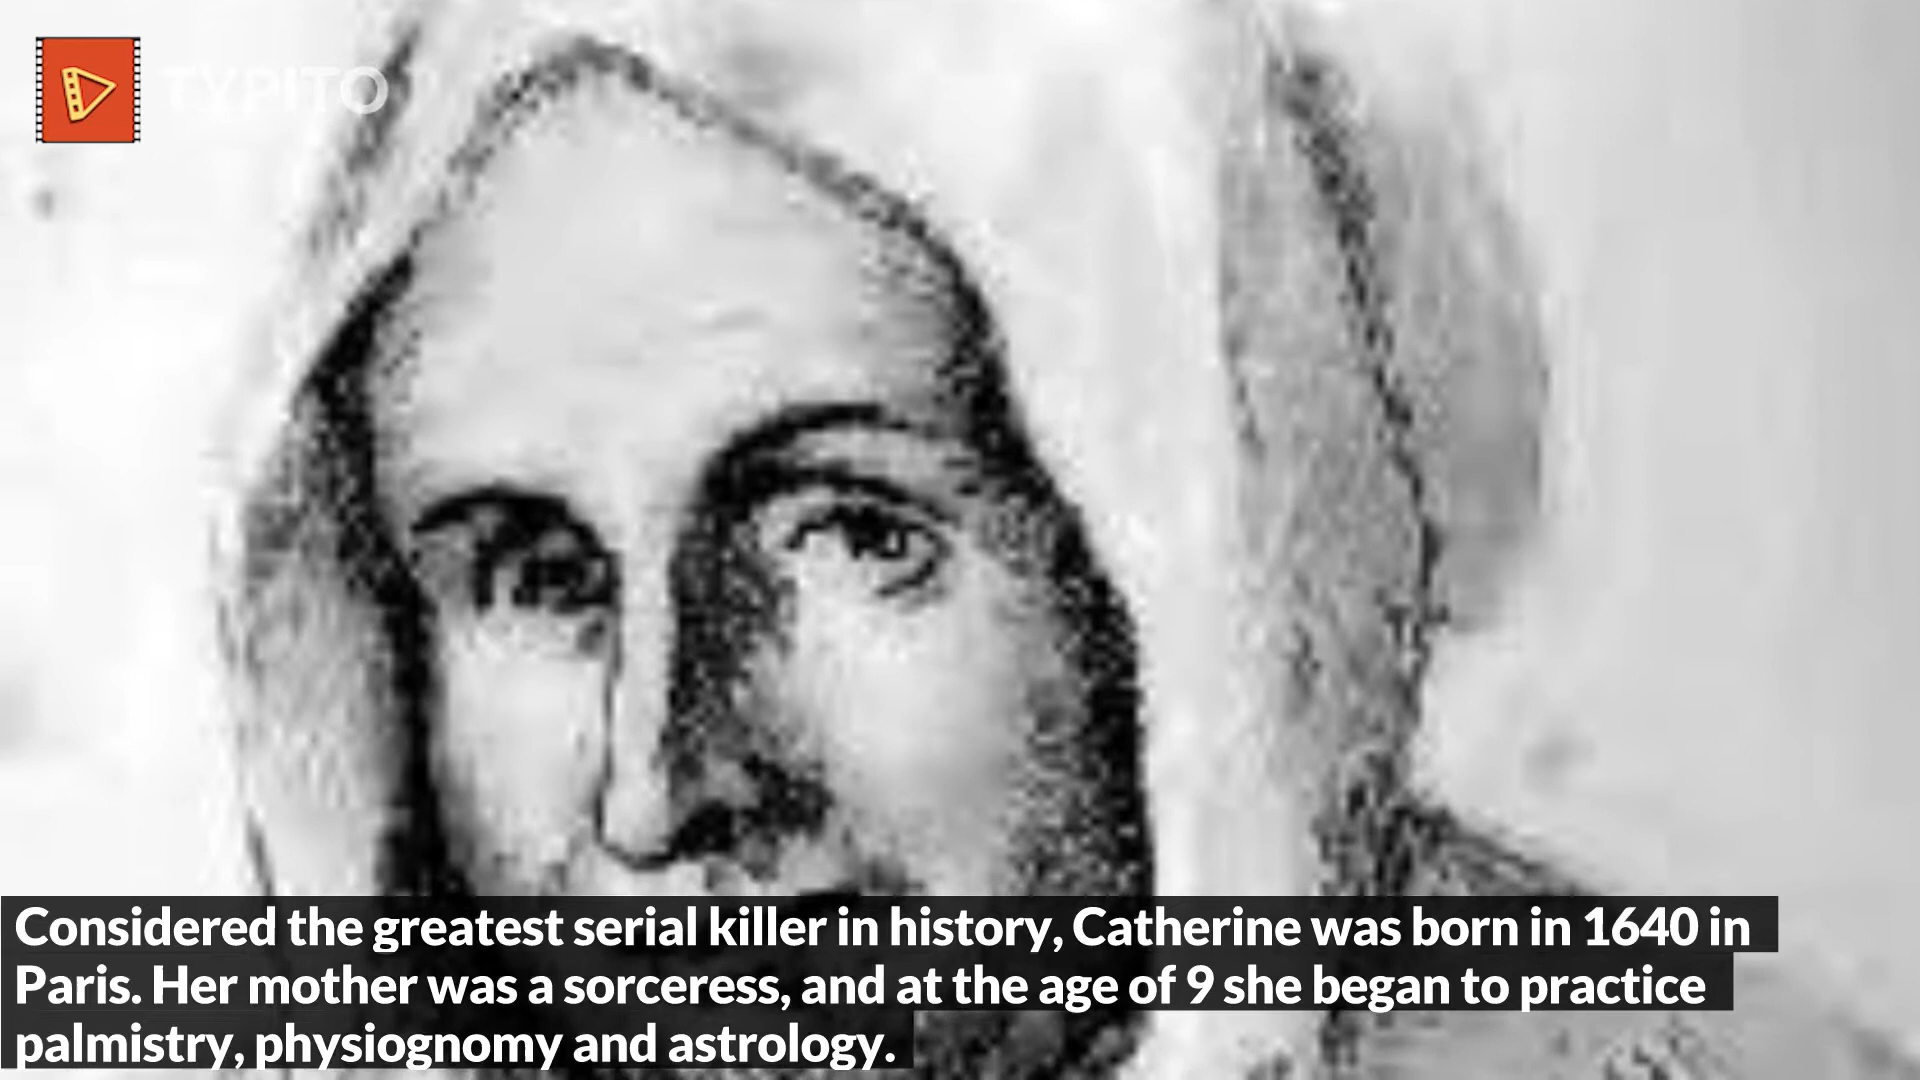 TYPITO
Considered the greatest serial killer in history, Catherine was born in 1640 in
Paris. Her mother was a sorceress, and at the age of 9 she began to practice
palmistry, physiognomy and astrology.